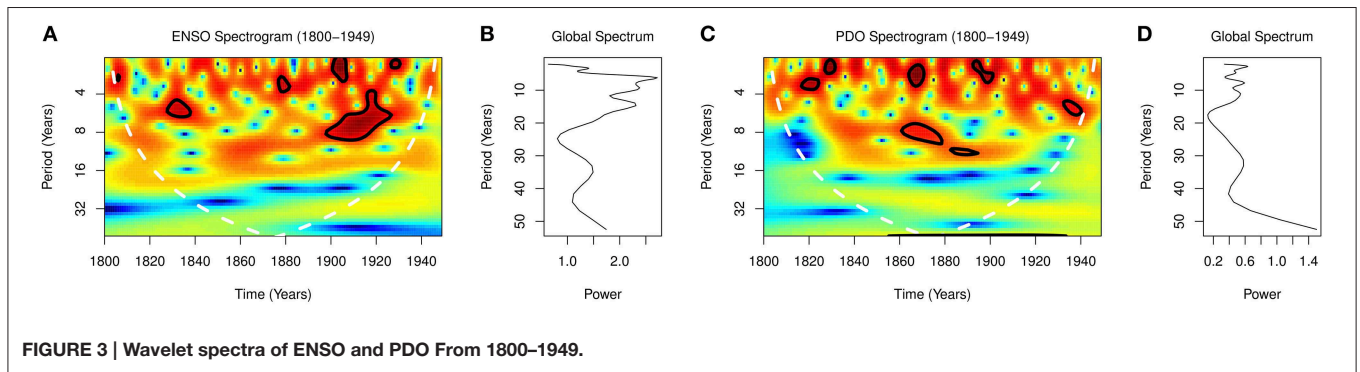 A
ENSO Spectrogram (1800−1949)
Period (Years)
4
8
16
32
1800 1820 1840 1860 1880 1900 1920 1940
Time (Years)
B
Global Spectrum
Period (Years)
10
20
30
40
50
1.0 2.0
Power
C
PDO Spectrogram (1800−1949)
Period (Years)
4
8
16
32
1800 1820 1840 1860 1880 1900 1920 1940
Time (Years)
D
Global Spectrum
Period (Years)
10
20
30
40
50
0.2 0.6 1.0 1.4
Power
FIGURE 3 | Wavelet spectra of ENSO and PDO From 1800–1949.